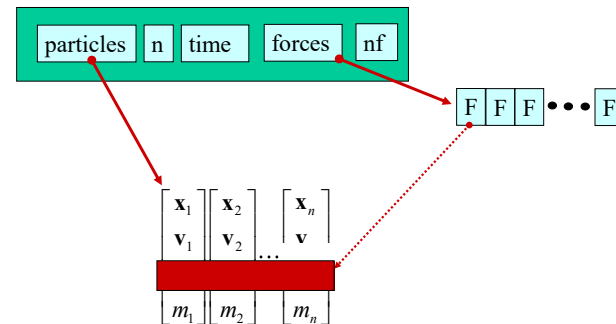 particles n time forces nf
F F F ••• F
x₁ x₂ xₙ
v₁ v₂ ... v
m₁ m₂ mₙ